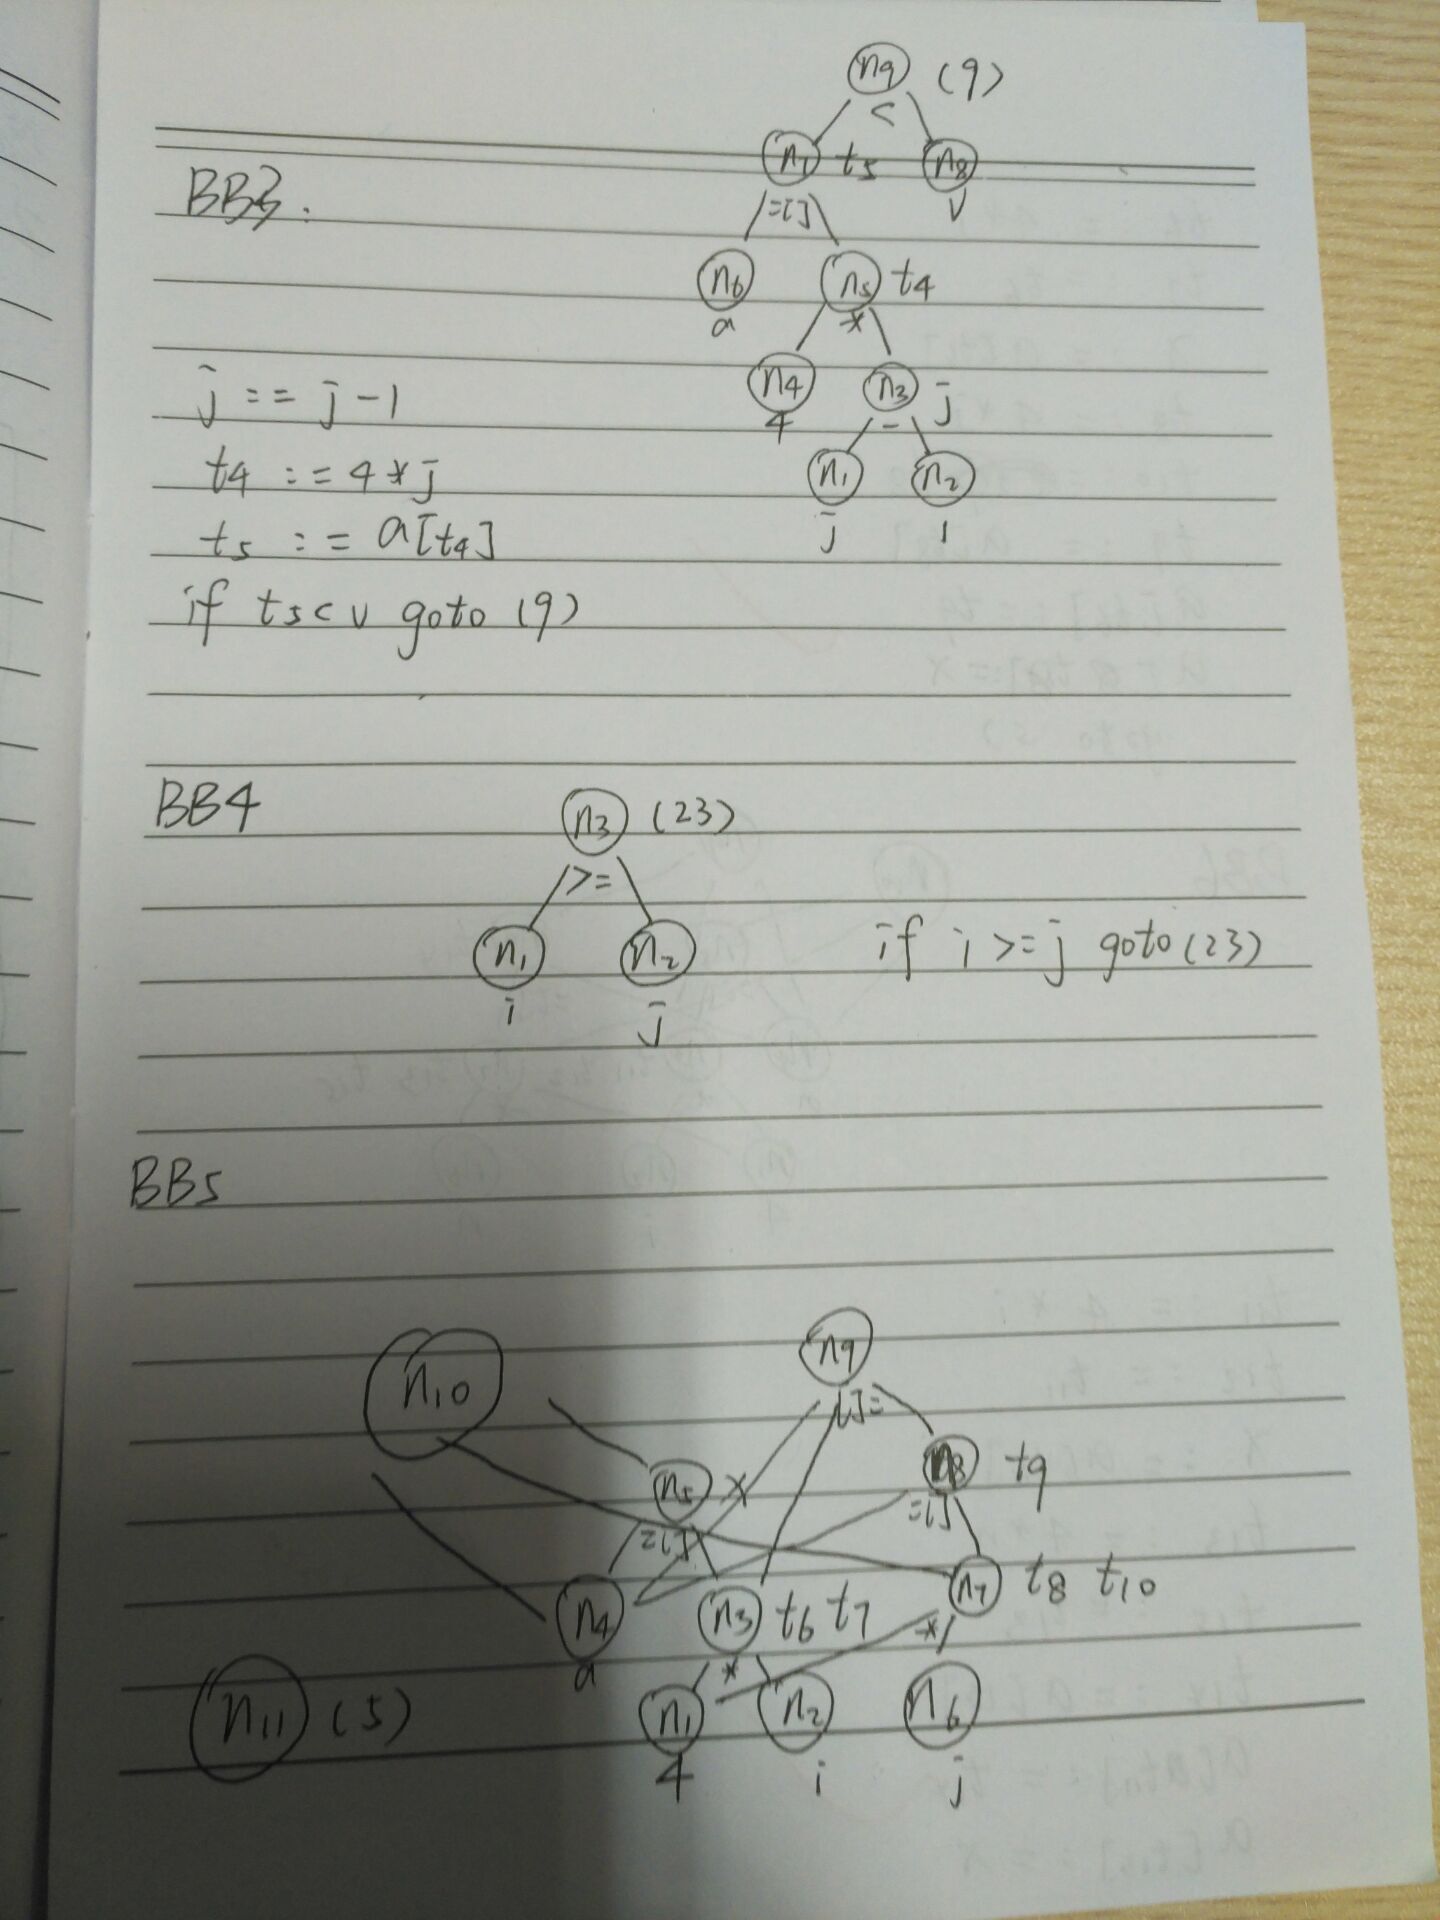 n9 (9)
<
n7 t5 n8
BB3. =[] v
n6 n5 t4
a *
n4 n3 j
j := j-1 4 -
t4 := 4*j n1 n2
t5 := a[t4] j 1
if t5<v goto (9)
BB4 n3 (23)
>=
n1 n2 if i >= j goto (23)
i j
BB5
n9
n10 []=
n5 x n8 t9
=[] =[]
n4 n3 t6 t7 n7 t8 t10
a * *
n11 (5) n1 n2 n6
4 i j